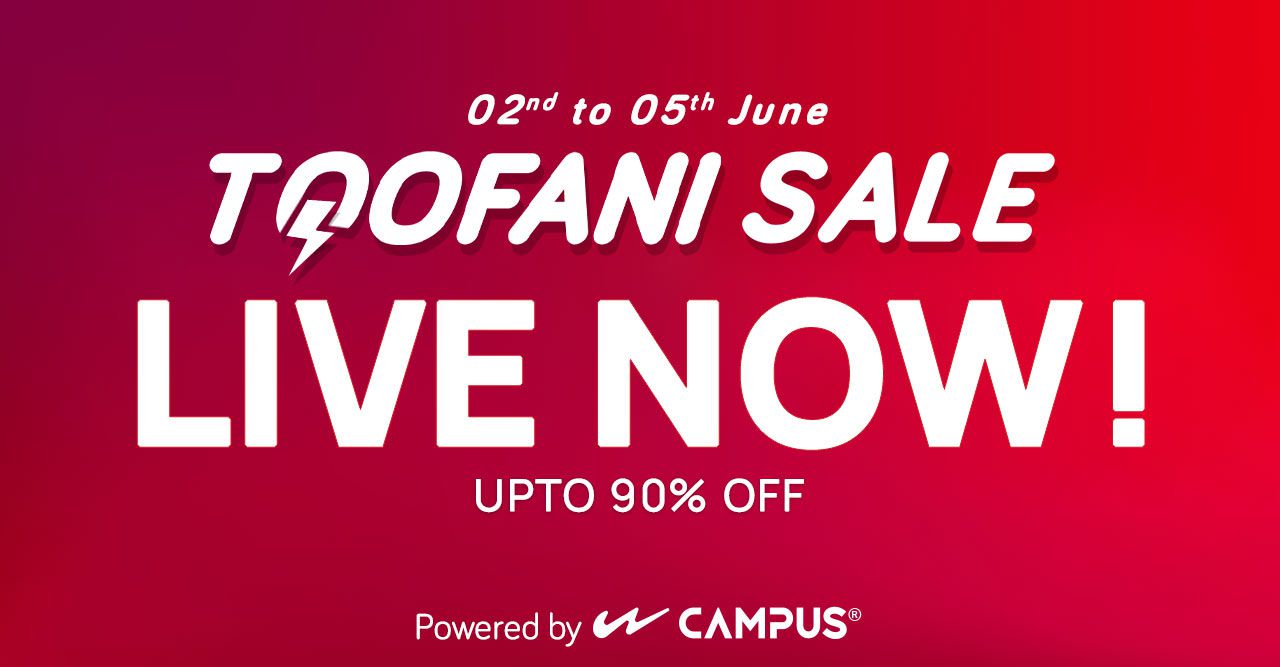 02nd to 05th June
TOOFANI SALE
LIVE NOW!
UPTO 90% OFF
Powered by CAMPUS®